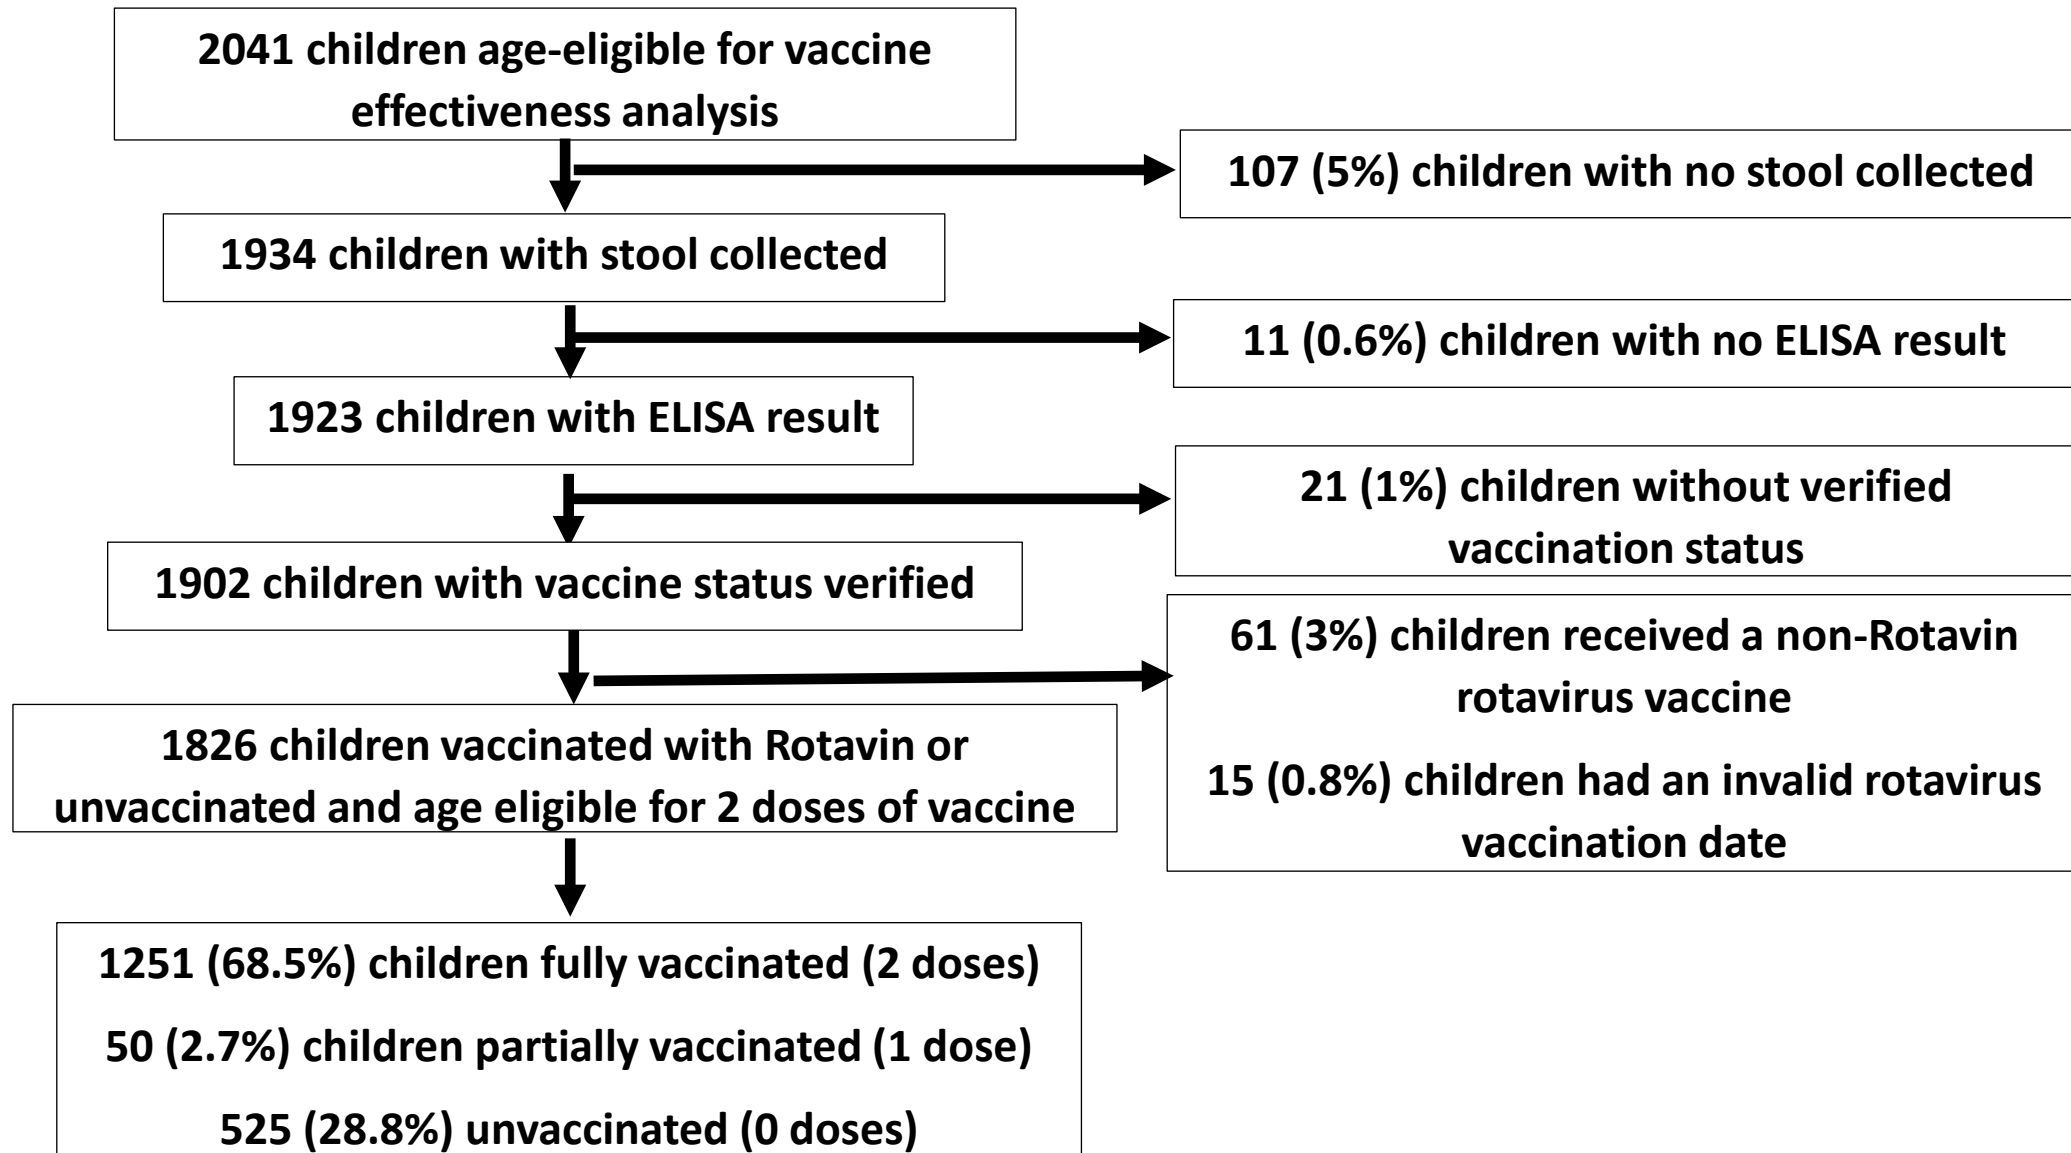 2041 children age-eligible for vaccine
effectiveness analysis
107 (5%) children with no stool collected
1934 children with stool collected
11 (0.6%) children with no ELISA result
1923 children with ELISA result
21 (1%) children without verified
vaccination status
1902 children with vaccine status verified
61 (3%) children received a non-Rotavin
rotavirus vaccine
15 (0.8%) children had an invalid rotavirus
vaccination date
1826 children vaccinated with Rotavin or
unvaccinated and age eligible for 2 doses of vaccine
1251 (68.5%) children fully vaccinated (2 doses)
50 (2.7%) children partially vaccinated (1 dose)
525 (28.8%) unvaccinated (0 doses)